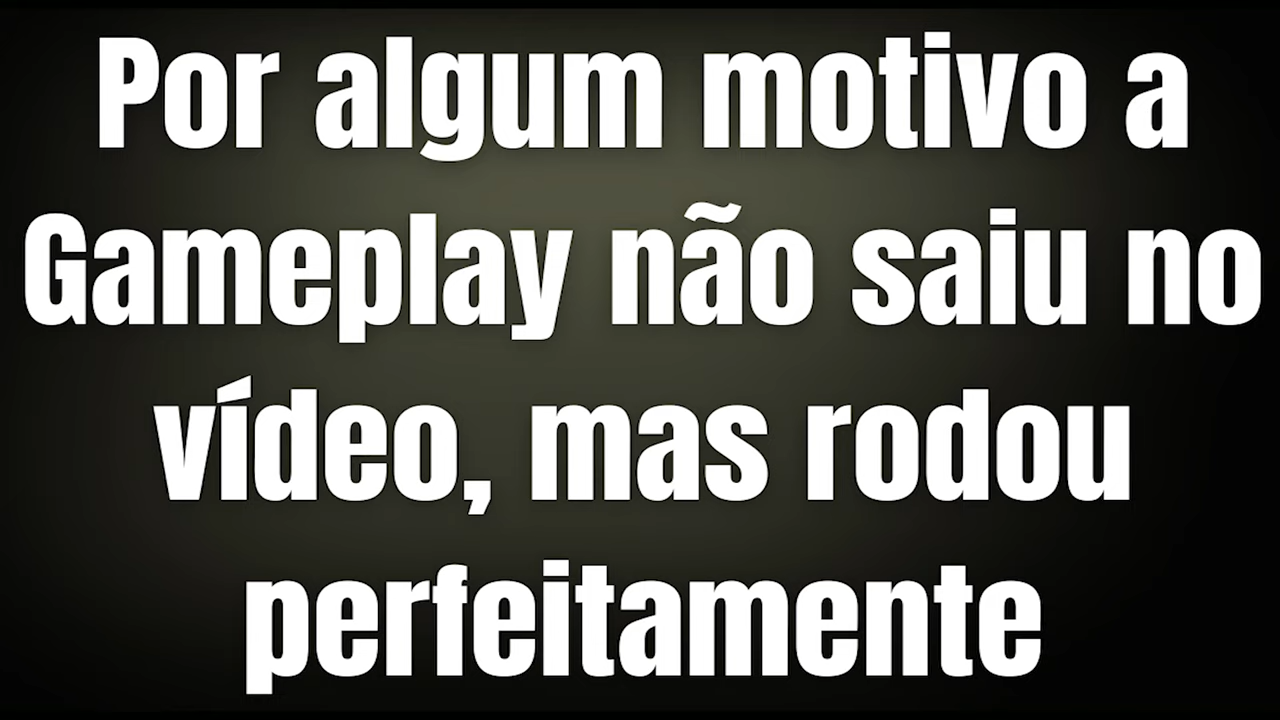 Por algum motivo a
Gameplay não saiu no
vídeo, mas rodou
perfeitamente